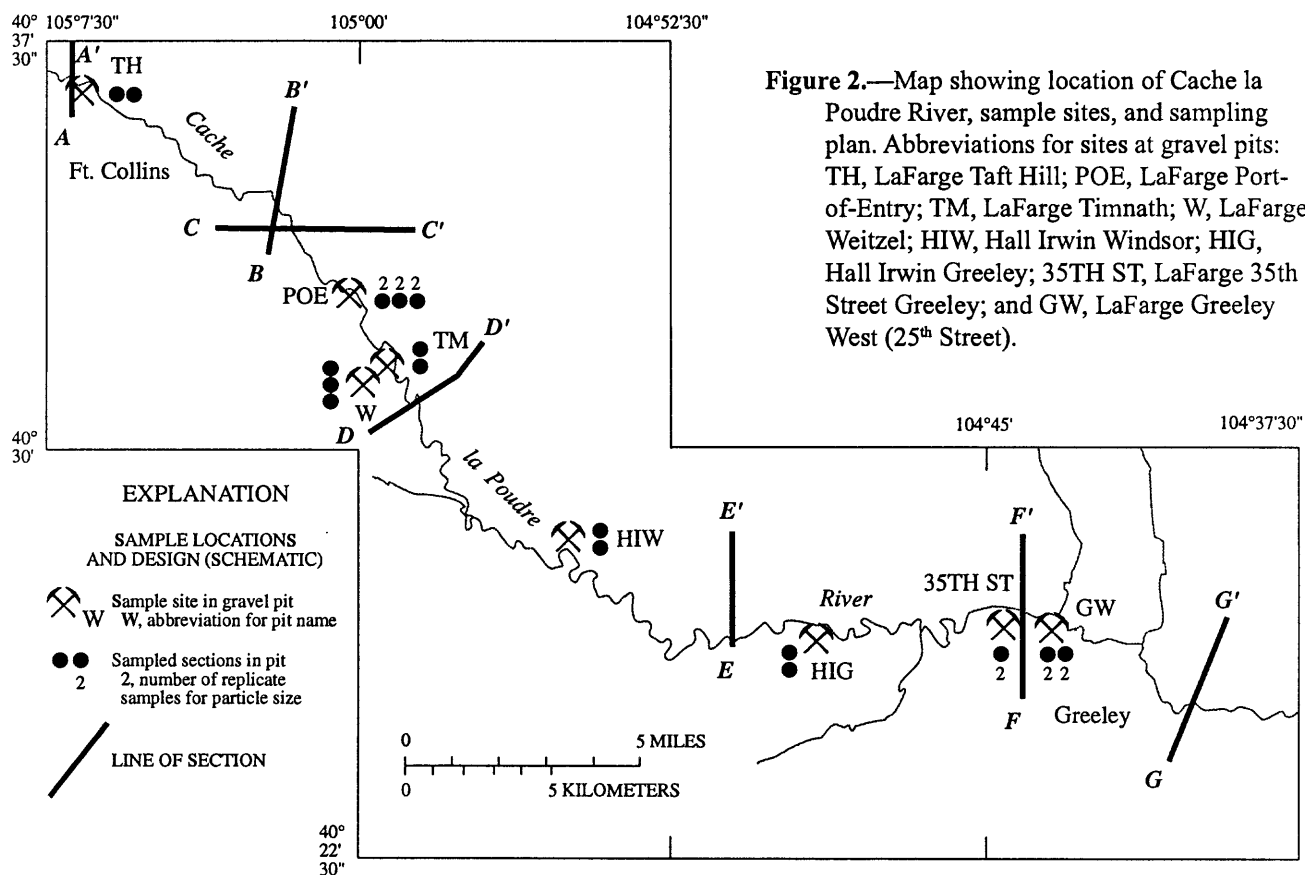 40° 105°7'30" 105°00' 104°52'30"
37'
30"
A'
TH
A
Ft. Collins
Cache
B'
C
C'
B
POE
2 2 2
TM
D'
W
D
40°
30'
Figure 2.—Map showing location of Cache la
Poudre River, sample sites, and sampling
plan. Abbreviations for sites at gravel pits:
TH, LaFarge Taft Hill; POE, LaFarge Port-
of-Entry; TM, LaFarge Timnath; W, LaFarge
Weitzel; HIW, Hall Irwin Windsor; HIG,
Hall Irwin Greeley; 35TH ST, LaFarge 35th
Street Greeley; and GW, LaFarge Greeley
West (25th Street).
104°45' 104°37'30"
la Poudre
HIW
E'
E
River
HIG
F'
35TH ST
GW
2
2 2
F
Greeley
G'
G
EXPLANATION
SAMPLE LOCATIONS
AND DESIGN (SCHEMATIC)
W
Sample site in gravel pit
W, abbreviation for pit name
2
Sampled sections in pit
2, number of replicate
samples for particle size
LINE OF SECTION
0 5 MILES
0 5 KILOMETERS
40°
22'
30"